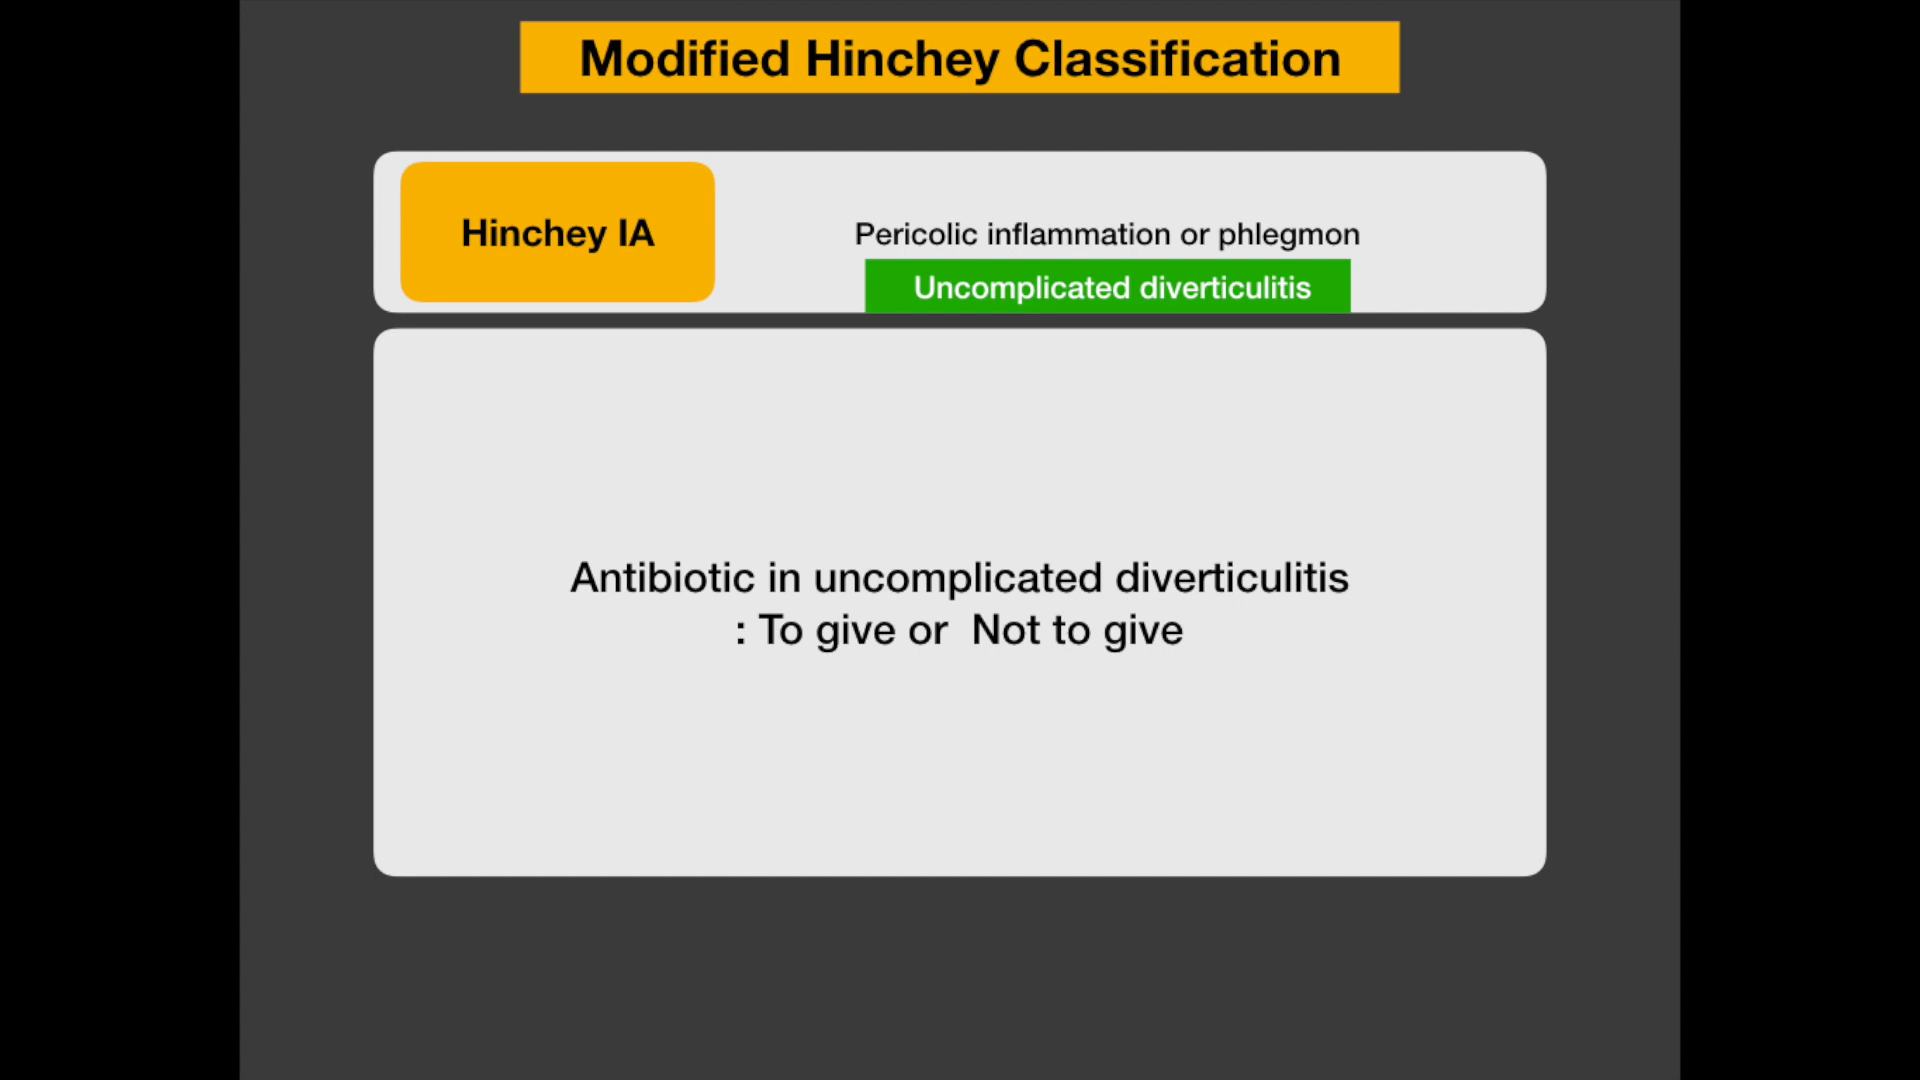 Modified Hinchey Classification
Hinchey IA
Pericolic inflammation or phlegmon
Uncomplicated diverticulitis
Antibiotic in uncomplicated diverticulitis
: To give or  Not to give